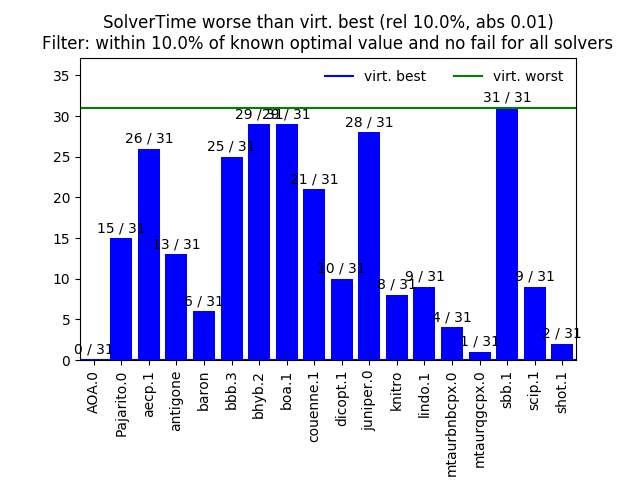 SolverTime worse than virt. best (rel 10.0%, abs 0.01)
Filter: within 10.0% of known optimal value and no fail for all solvers
virt. best
virt. worst
35
30
25
20
15
10
5
0
0 / 31
15 / 31
26 / 31
13 / 31
6 / 31
25 / 31
29 / 31
29 / 31
21 / 31
10 / 31
28 / 31
8 / 31
9 / 31
4 / 31
1 / 31
31 / 31
9 / 31
2 / 31
AOA.0
Pajarito.0
aecp.1
antigone
baron
bbb.3
bhyb.2
boa.1
couenne.1
dicopt.1
juniper.0
knitro
lindo.1
mtaurbnbcpx.0
mtaurqgcpx.0
sbb.1
scip.1
shot.1